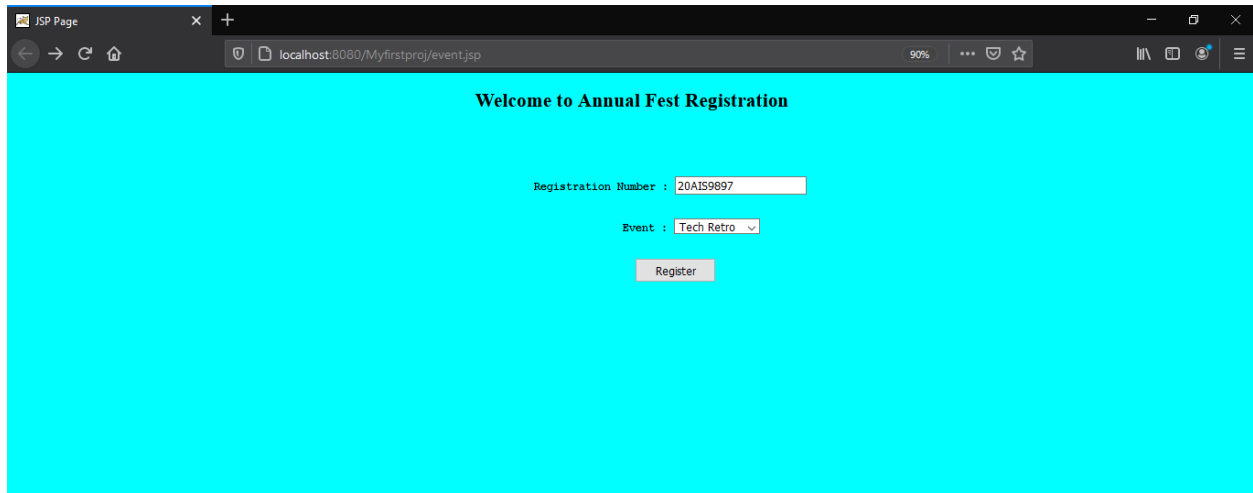 JSP Page
localhost:8080/Myfirstproj/event.jsp 90%
Welcome to Annual Fest Registration
Registration Number : 20AIS9897
Event : Tech Retro
Register